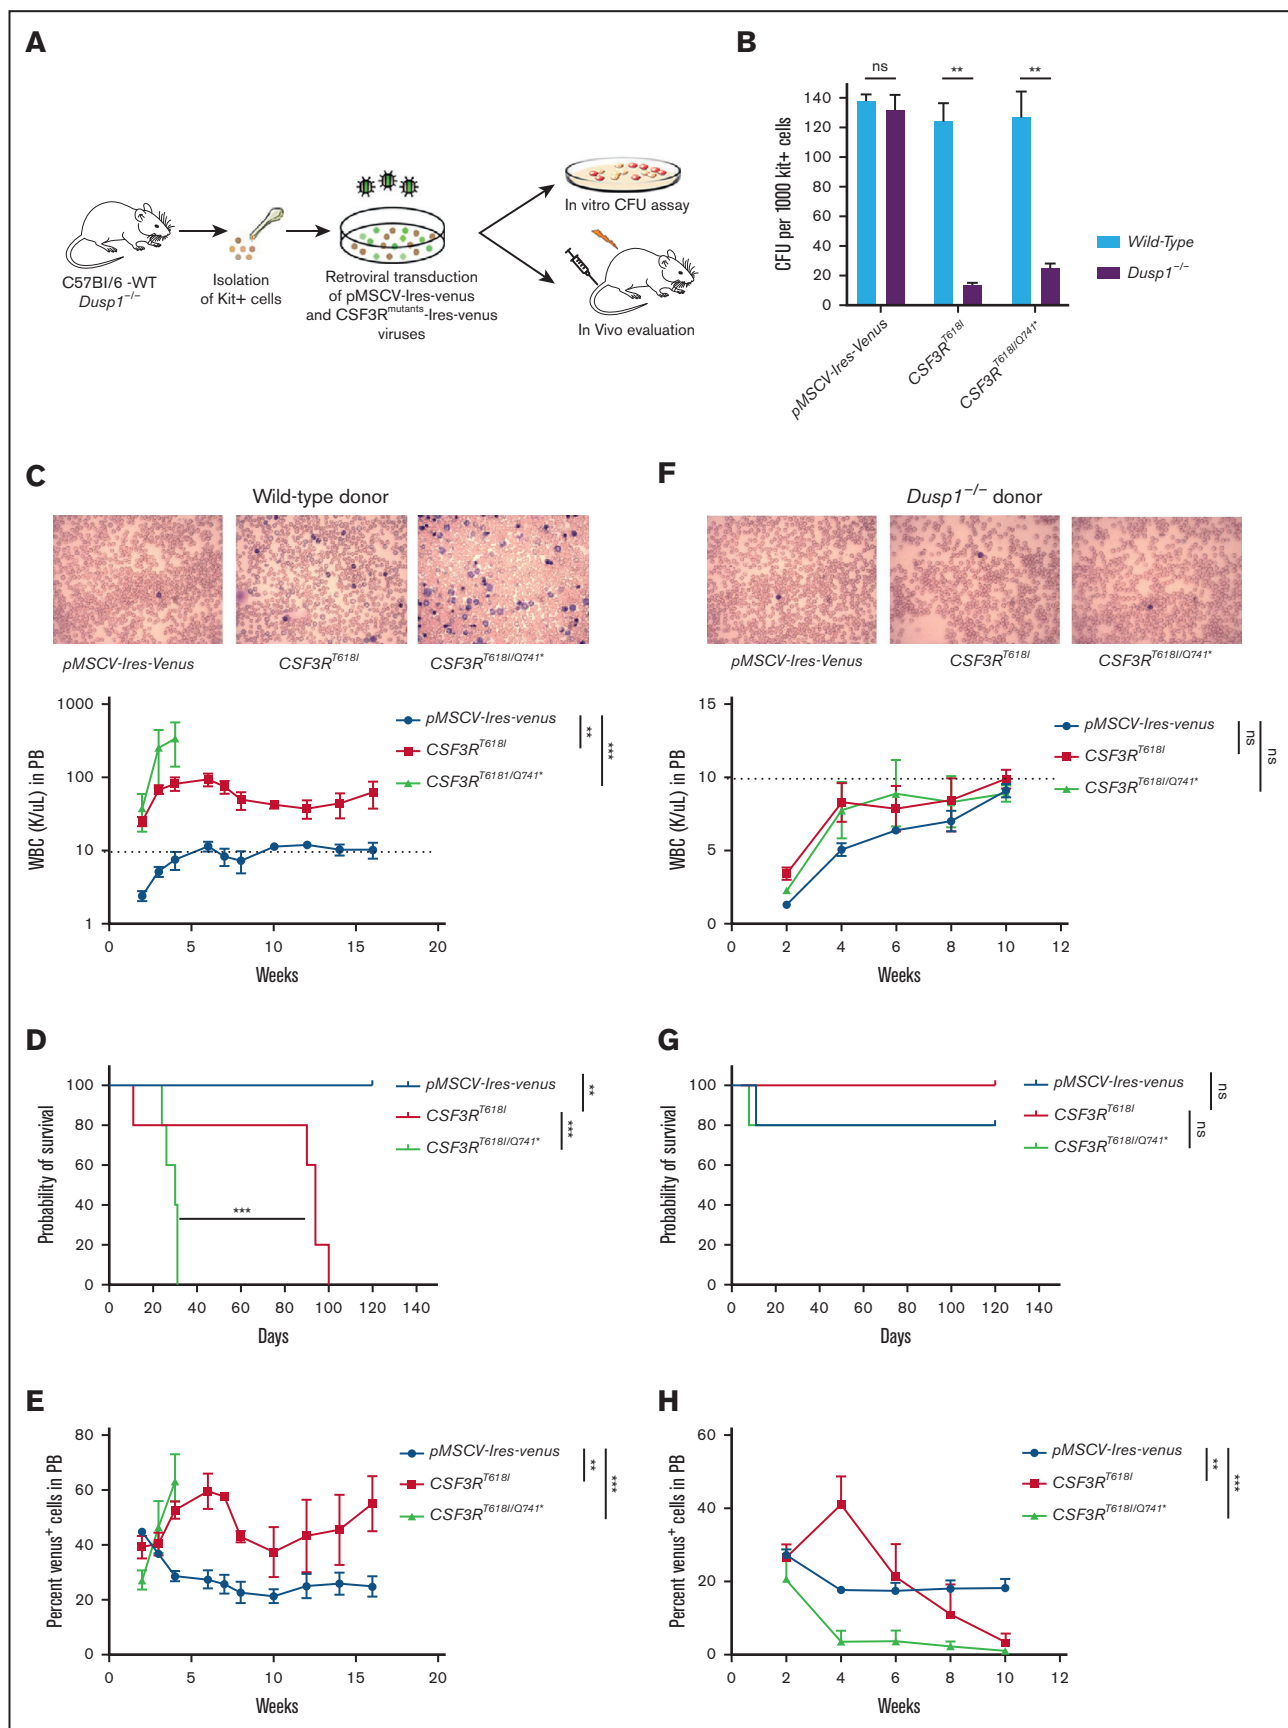 A
C57Bl/6 -WT
Dusp1−/−
Isolation
of Kit+ cells
Retroviral transduction
of pMSCV-Ires-venus
and CSF3Rmutants-Ires-venus
viruses
In vitro CFU assay
In Vivo evaluation
B
ns
**
**
CFU per 1000 kit+ cells
140
120
100
80
60
40
20
0
pMSCV-Ires-Venus
CSF3RT618I
CSF3RT618I/Q741*
Wild-Type
Dusp1−/−
C
Wild-type donor
pMSCV-Ires-Venus
CSF3RT618I
CSF3RT618I/Q741*
WBC (K/uL) in PB
1000
100
10
1
0
5
10
15
20
Weeks
pMSCV-Ires-venus
CSF3RT618I
CSF3RT618I/Q741*
**
***
F
Dusp1−/− donor
pMSCV-Ires-Venus
CSF3RT618I
CSF3RT618I/Q741*
WBC (K/uL) in PB
15
10
5
0
0
2
4
6
8
10
12
Weeks
pMSCV-Ires-venus
CSF3RT618I
CSF3RT618I/Q741*
ns
ns
D
Probability of survival
100
80
60
40
20
0
0
20
40
60
80
100
120
140
Days
***
pMSCV-Ires-venus
CSF3RT618I
CSF3RT618I/Q741*
**
***
G
Probability of survival
100
80
60
40
20
0
0
20
40
60
80
100
120
140
Days
pMSCV-Ires-venus
CSF3RT618I
CSF3RT618I/Q741*
ns
ns
E
Percent venus+ cells in PB
80
60
40
20
0
0
5
10
15
20
Weeks
pMSCV-Ires-venus
CSF3RT618I
CSF3RT618I/Q741*
**
***
H
Percent venus+ cells in PB
60
40
20
0
0
2
4
6
8
10
12
Weeks
pMSCV-Ires-venus
CSF3RT618I
CSF3RT618I/Q741*
**
***